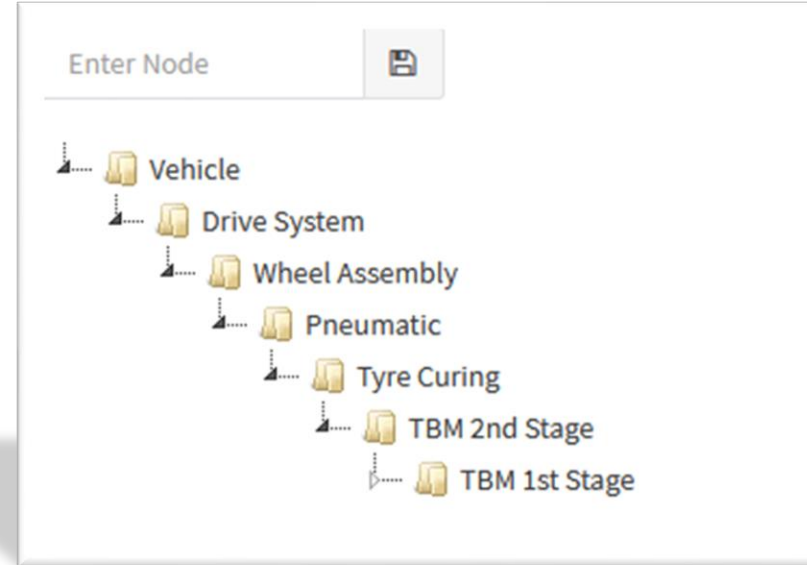 Enter Node
Vehicle
Drive System
Wheel Assembly
Pneumatic
Tyre Curing
TBM 2nd Stage
TBM 1st Stage